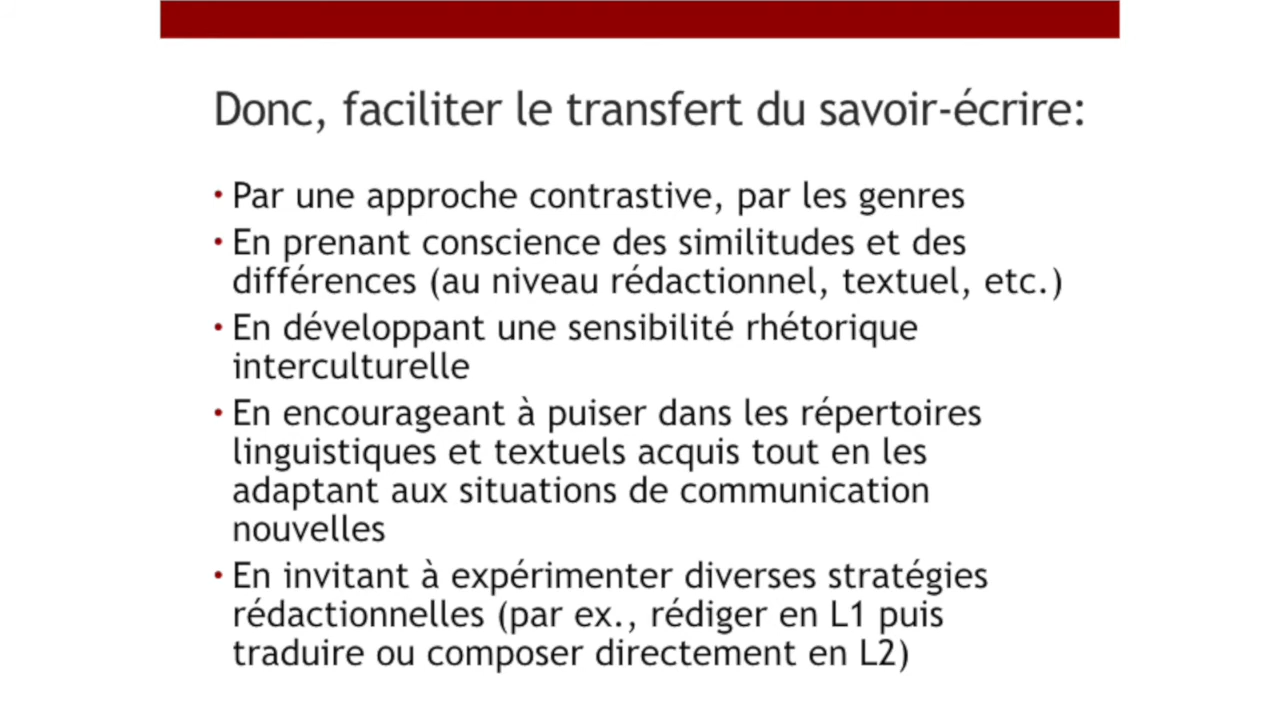 Donc, faciliter le transfert du savoir-écrire:
• Par une approche contrastive, par les genres
• En prenant conscience des similitudes et des
différences (au niveau rédactionnel, textuel, etc.)
• En développant une sensibilité rhétorique
interculturelle
• En encourageant à puiser dans les répertoires
linguistiques et textuels acquis tout en les
adaptant aux situations de communication
nouvelles
• En invitant à expérimenter diverses stratégies
rédactionnelles (par ex., rédiger en L1 puis
traduire ou composer directement en L2)